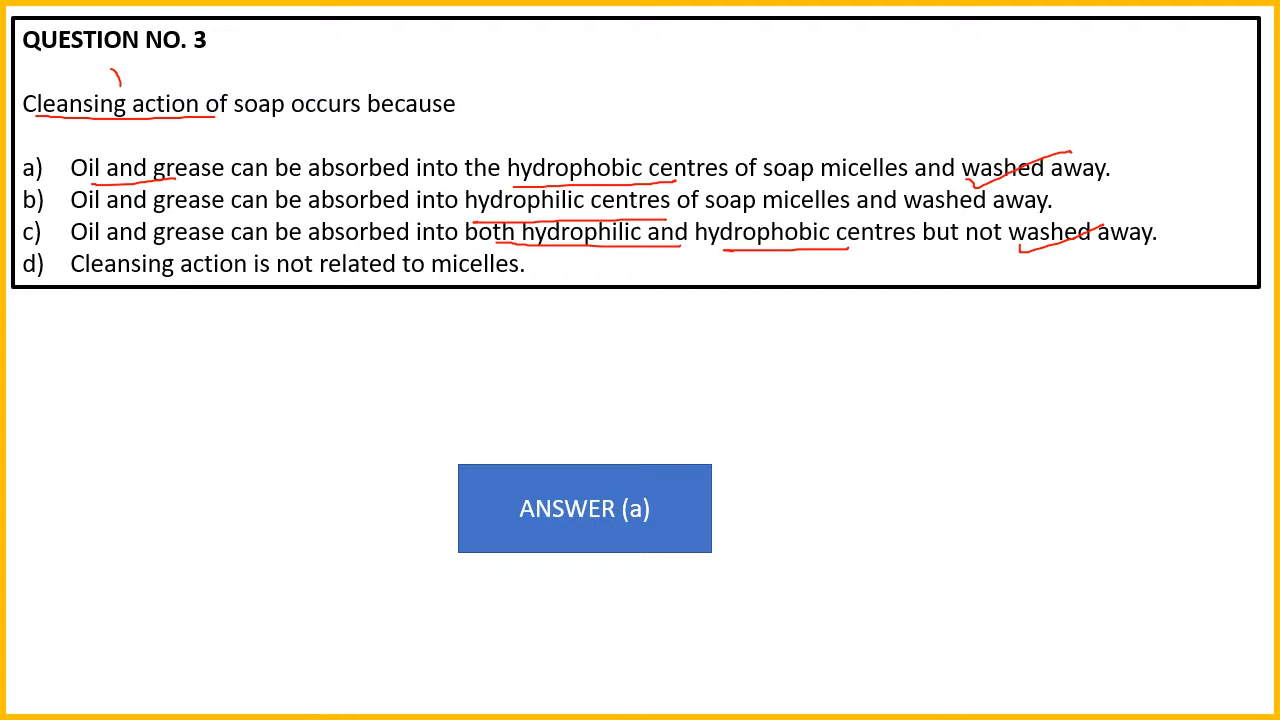 QUESTION NO. 3
Cleansing action of soap occurs because
a) Oil and grease can be absorbed into the hydrophobic centres of soap micelles and washed away.
b) Oil and grease can be absorbed into hydrophilic centres of soap micelles and washed away.
c) Oil and grease can be absorbed into both hydrophilic and hydrophobic centres but not washed away.
d) Cleansing action is not related to micelles.
ANSWER (a)